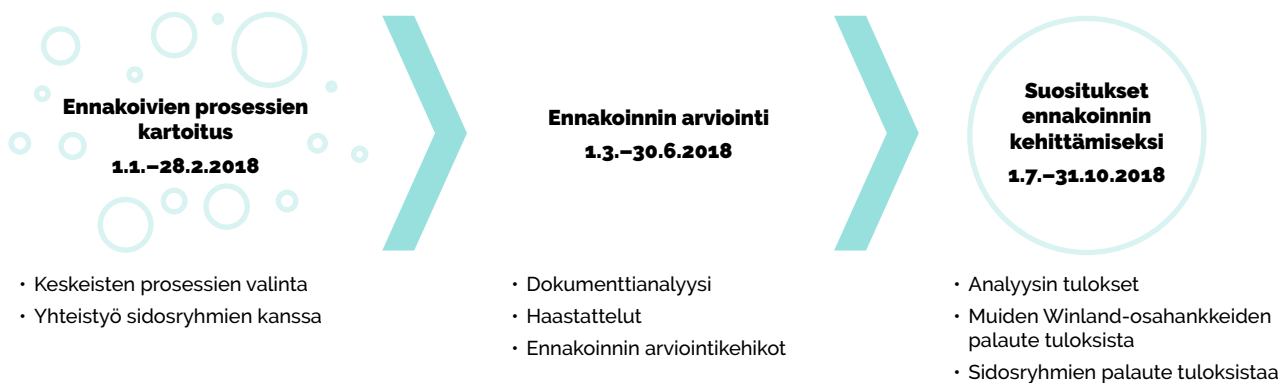 Ennakoivien prosessien
kartoitus
1.1.–28.2.2018
• Keskeisten prosessien valinta
• Yhteistyö sidosryhmien kanssa
Ennakoinnin arviointi
1.3.–30.6.2018
• Dokumenttianalyysi
• Haastattelut
• Ennakoinnin arviointikehikot
Suositukset
ennakoinnin
kehittämiseksi
1.7.–31.10.2018
• Analyysin tulokset
• Muiden Winland-osahankkeiden
palaute tuloksista
• Sidosryhmien palaute tuloksistaa